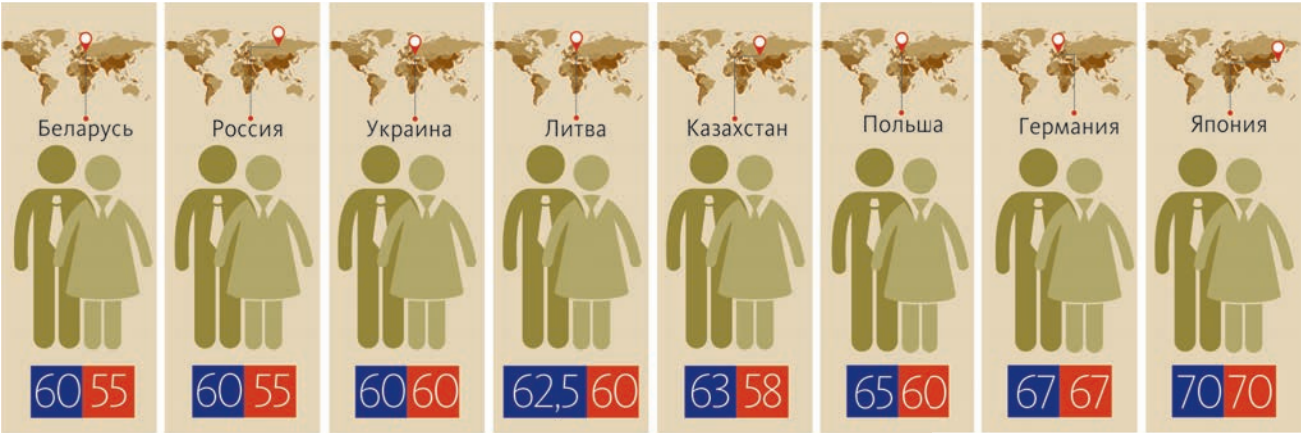 Беларусь
60 55
Россия
60 55
Украина
60 60
Литва
62,5 60
Казахстан
63 58
Польша
65 60
Германия
67 67
Япония
70 70